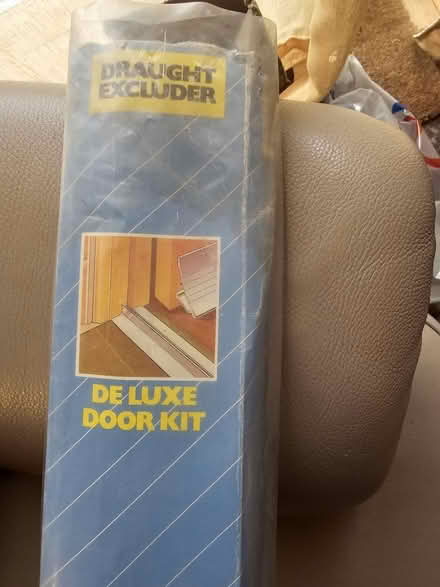 DRAUGHT
EXCLUDER
DE LUXE
DOOR KIT